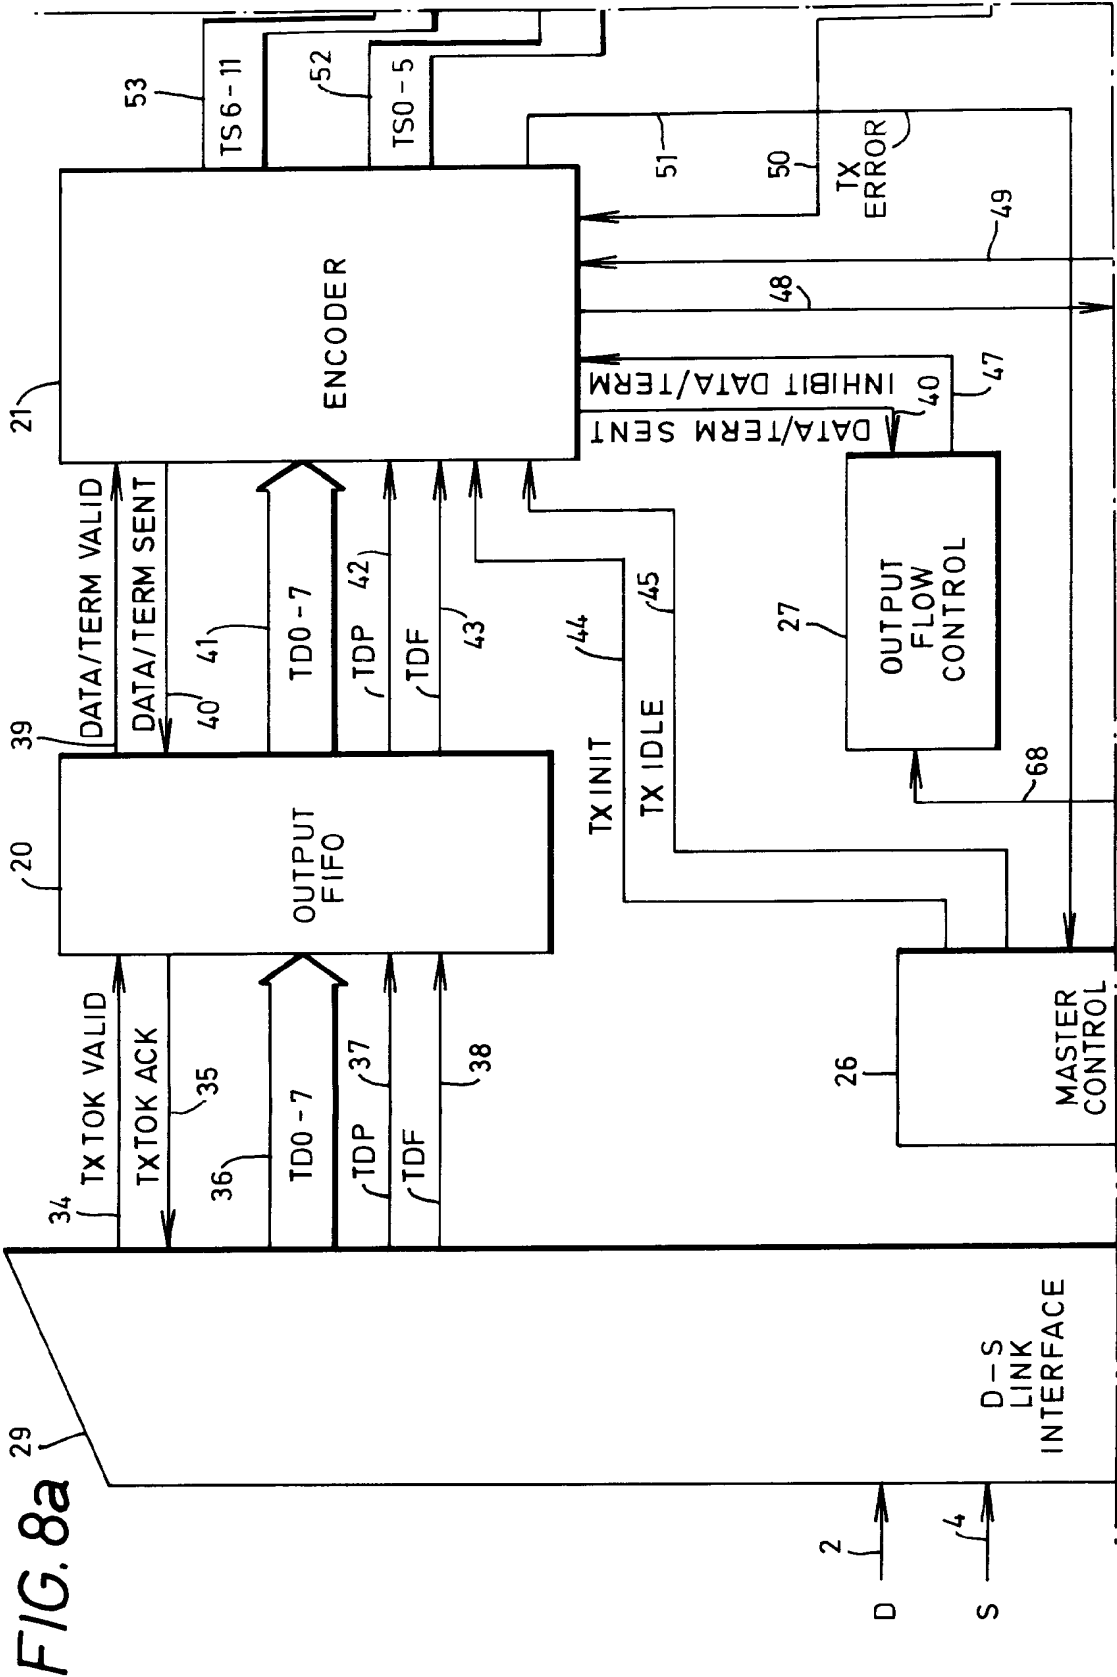 FIG. 8a
29
D-S
LINK
INTERFACE
D
2
S
4
34
TXTOK VALID
TXTOK ACK
35
36
TD0-7
TDP
37
TDF
38
20
OUTPUT
FIFO
26
MASTER
CONTROL
39
DATA/TERM VALID
DATA/TERM SENT
40
41
TD0-7
TDP
42
TDF
43
TX INIT
44
TX IDLE
45
27
OUTPUT
FLOW
CONTROL
68
21
ENCODER
DATA/TERM SENT
40
INHIBIT DATA/TERM
47
48
49
50
51
TX
ERROR
53
TS6-11
52
TS0-5